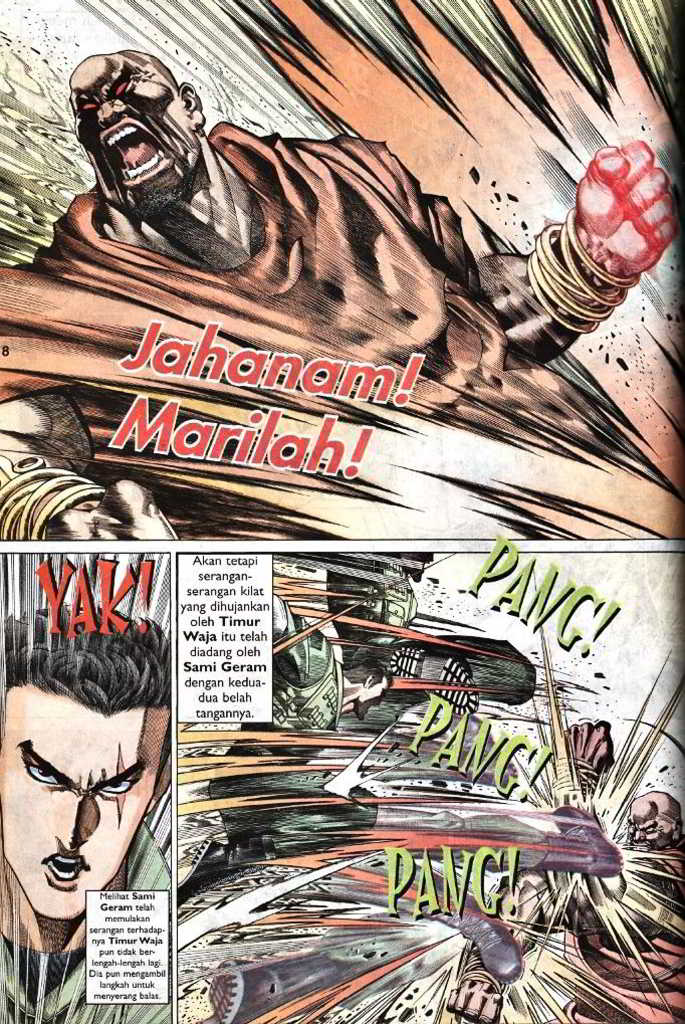 8
Jahanam!
Marilah!
YAK!
Melihat Sami
Geram telah
memulakan
serangan terhadap-
nya Timur Waja
pun tidak ber-
lengah-lengah lagi.
Dia pun mengambil
langkah untuk
menyerang balas.
Akan tetapi
serangan-
serangan kilat
yang dihujankan
oleh Timur
Waja itu telah
diadang oleh
Sami Geram
dengan kedua-
dua belah
tangannya.
PANG!
PANG!
PANG!